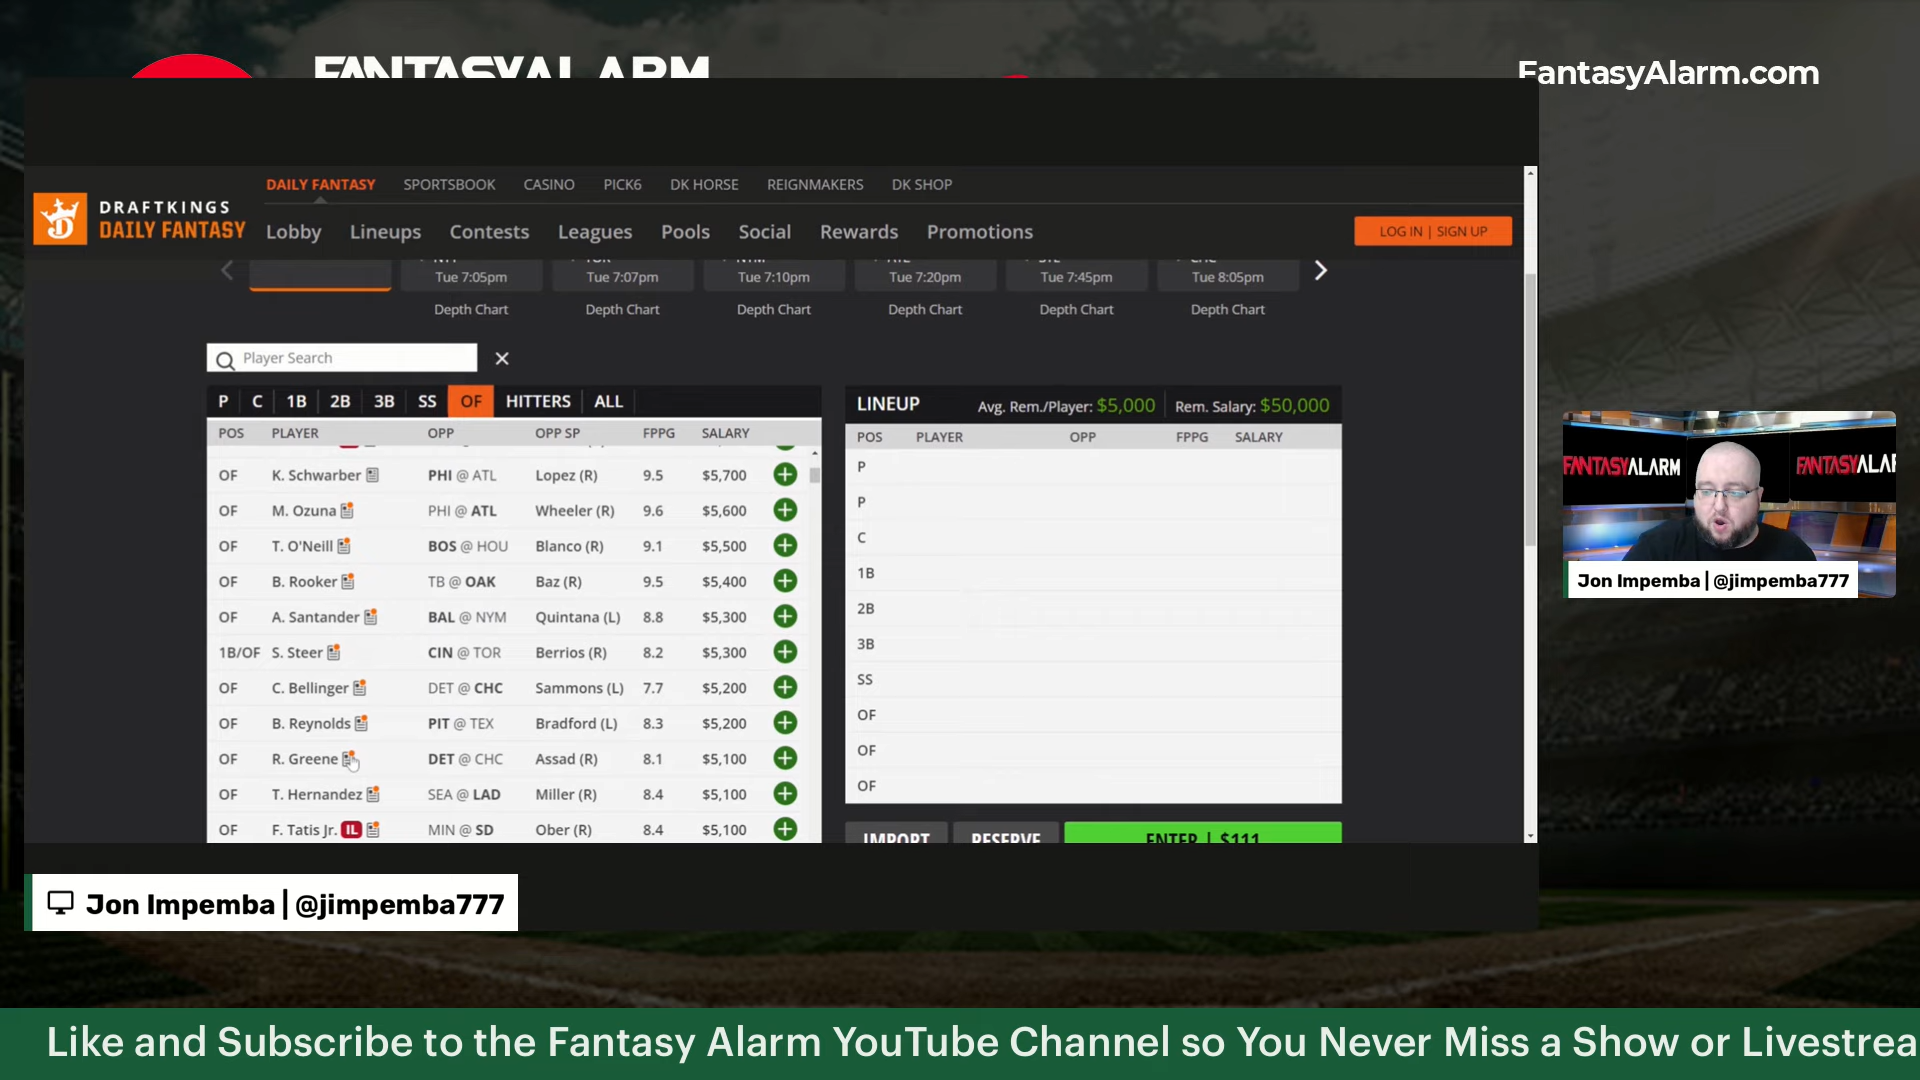 FANTASY ALARM
FantasyAlarm.com
DAILY FANTASY SPORTSBOOK CASINO PICK6 DK HORSE REIGNMAKERS DK SHOP
DRAFTKINGS
DAILY FANTASY
Lobby Lineups Contests Leagues Pools Social Rewards Promotions
LOG IN | SIGN UP
Tue 7:05pm Tue 7:07pm Tue 7:10pm Tue 7:20pm Tue 7:45pm Tue 8:05pm
Depth Chart Depth Chart Depth Chart Depth Chart Depth Chart Depth Chart
Player Search
P C 1B 2B 3B SS OF HITTERS ALL
POS PLAYER OPP OPP SP FPPG SALARY
OF K. Schwarber PHI @ ATL Lopez (R) 9.5 $5,700
OF M. Ozuna PHI @ ATL Wheeler (R) 9.6 $5,600
OF T. O'Neill BOS @ HOU Blanco (R) 9.1 $5,500
OF B. Rooker TB @ OAK Baz (R) 9.5 $5,400
OF A. Santander BAL @ NYM Quintana (L) 8.8 $5,300
1B/OF S. Steer CIN @ TOR Berrios (R) 8.2 $5,300
OF C. Bellinger DET @ CHC Sammons (L) 7.7 $5,200
OF B. Reynolds PIT @ TEX Bradford (L) 8.3 $5,200
OF R. Greene DET @ CHC Assad (R) 8.1 $5,100
OF T. Hernandez SEA @ LAD Miller (R) 8.4 $5,100
OF F. Tatis Jr. IL MIN @ SD Ober (R) 8.4 $5,100
LINEUP Avg. Rem./Player: $5,000 Rem. Salary: $50,000
POS PLAYER OPP FPPG SALARY
P
P
C
1B
2B
3B
SS
OF
OF
OF
IMPORT RESERVE ENTER | $111
FANTASYALARM FANTASYALAR
Jon Impemba | @jimpemba777
Jon Impemba | @jimpemba777
Like and Subscribe to the Fantasy Alarm YouTube Channel so You Never Miss a Show or Livestrea